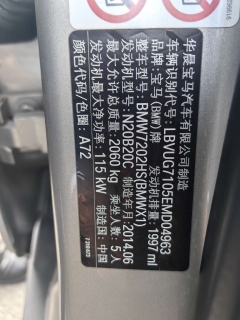 华晨宝马汽车有限公司制造
车辆识别代号: LBVUG1105EMD04963
品牌: 宝马(BMW)牌 发动机排量: 1997 ml
整车型号: BMW7202HS(BMWX1)
发动机型号: N20B20C 制造年月: 2014.06
最大允许总质量: 2060 kg 乘坐人数: 5 人
发动机最大净功率: 115 kW 制造国: 中国
颜色代码/色圈: A72